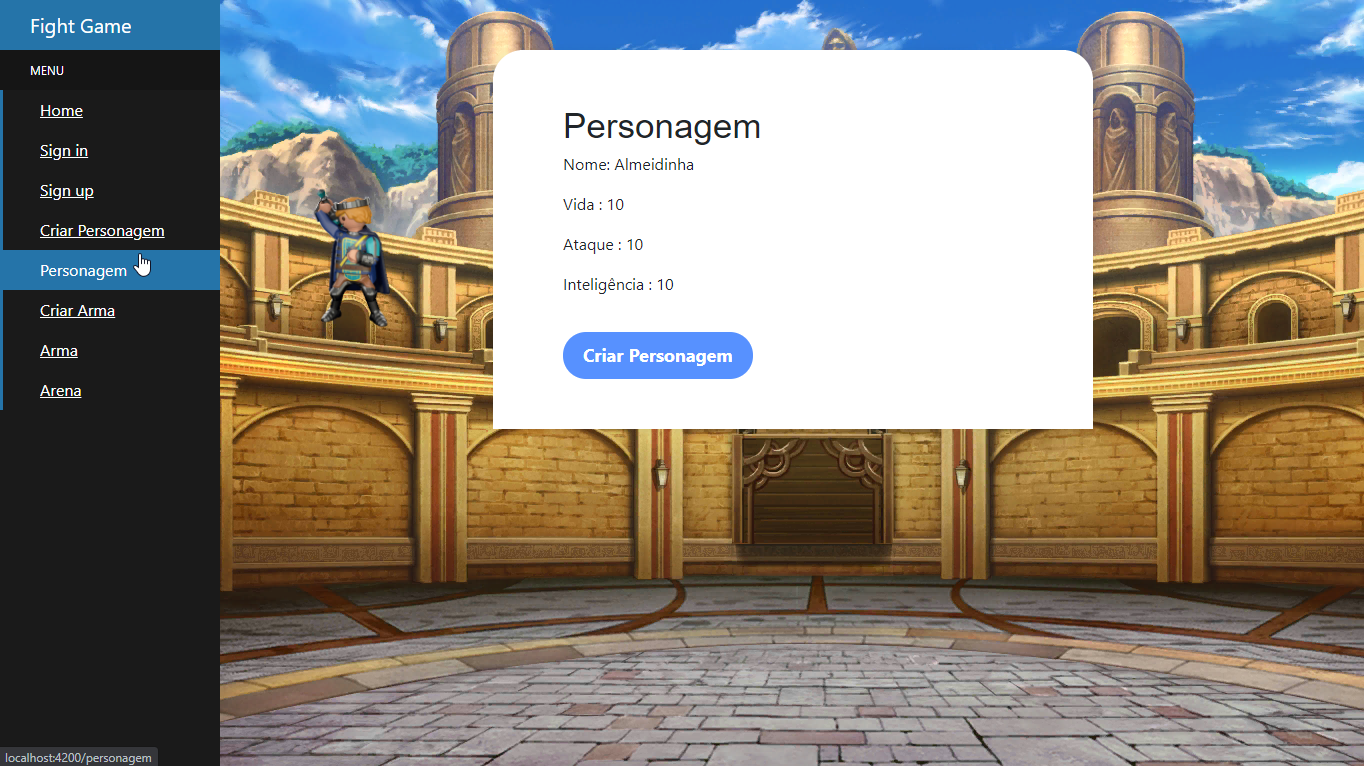 Fight Game
MENU
Home
Sign in
Sign up
Criar Personagem
Personagem
Criar Arma
Arma
Arena
Personagem
Nome: Almeidinha
Vida : 10
Ataque : 10
Inteligência : 10
Criar Personagem
localhost:4200/personagem